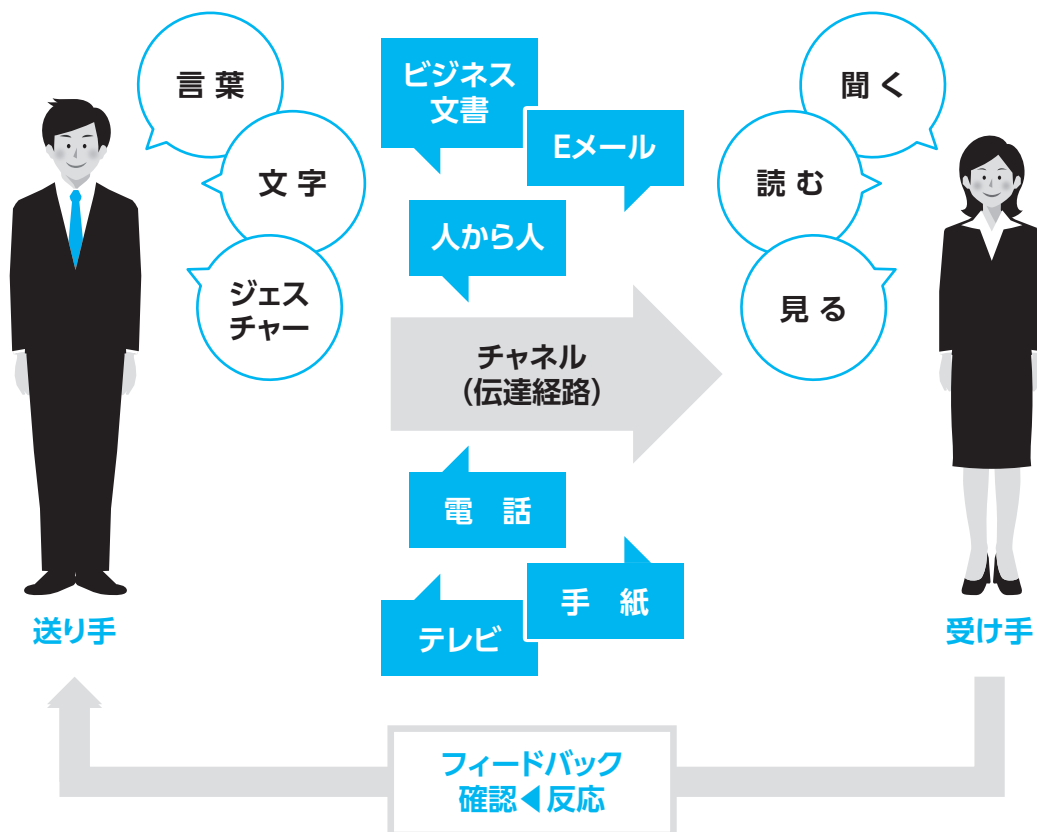 言葉
文字
ジェス
チャー
ビジネス
文書
Eメール
人から人
チャネル
(伝達経路)
電 話
手 紙
テレビ
聞く
読む
見る
送り手
受け手
フィードバック
確認◀反応